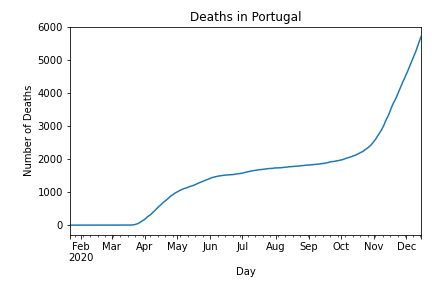 Deaths in Portugal
Number of Deaths
6000
5000
4000
3000
2000
1000
0
Feb Mar Apr May Jun Jul Aug Sep Oct Nov Dec
2020
Day